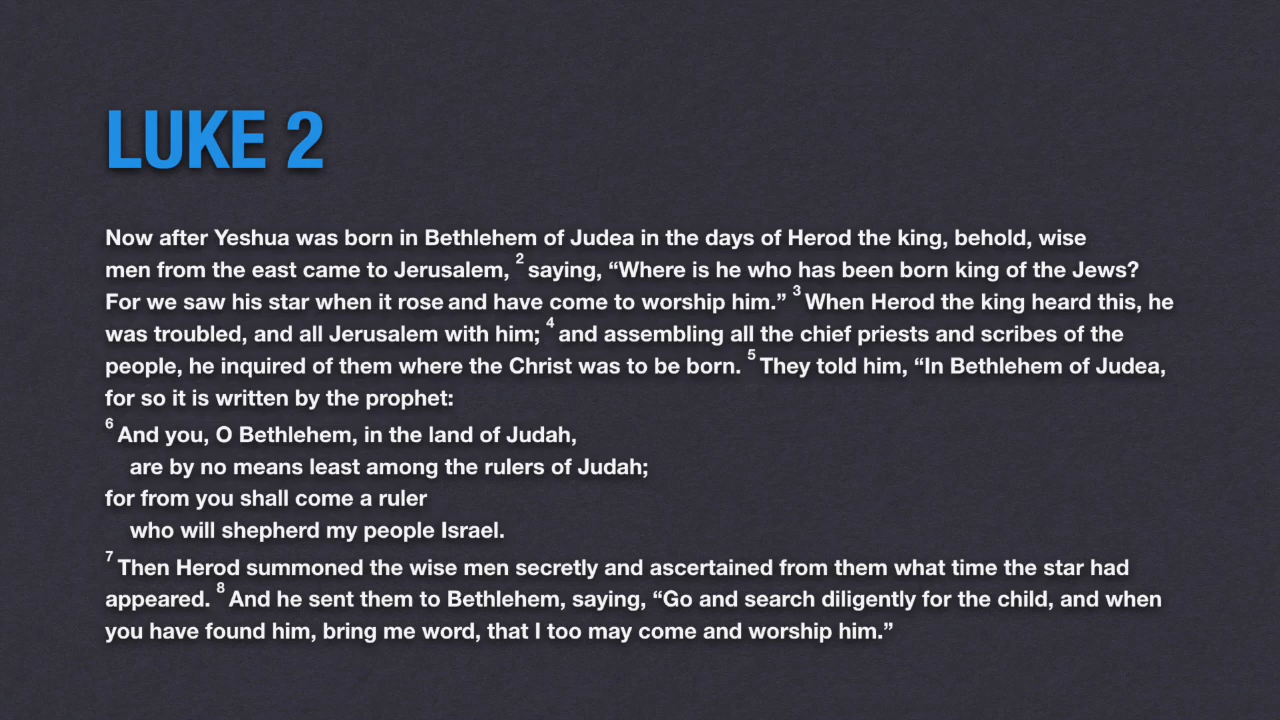 LUKE 2
Now after Yeshua was born in Bethlehem of Judea in the days of Herod the king, behold, wise
men from the east came to Jerusalem, 2 saying, “Where is he who has been born king of the Jews?
For we saw his star when it rose and have come to worship him.” 3 When Herod the king heard this, he
was troubled, and all Jerusalem with him; 4 and assembling all the chief priests and scribes of the
people, he inquired of them where the Christ was to be born. 5 They told him, “In Bethlehem of Judea,
for so it is written by the prophet:
6 And you, O Bethlehem, in the land of Judah,
are by no means least among the rulers of Judah;
for from you shall come a ruler
who will shepherd my people Israel.
7 Then Herod summoned the wise men secretly and ascertained from them what time the star had
appeared. 8 And he sent them to Bethlehem, saying, “Go and search diligently for the child, and when
you have found him, bring me word, that I too may come and worship him.”